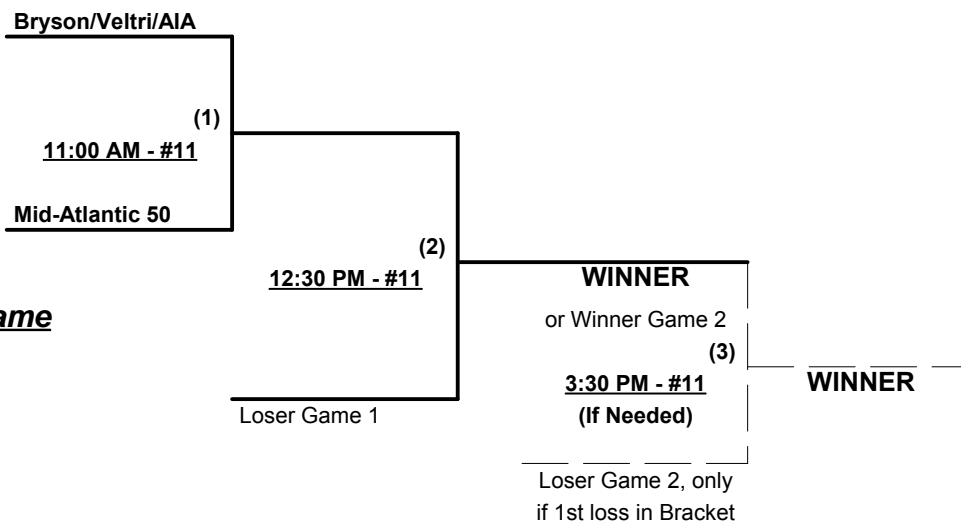 Bryson/Veltri/AIA
(1)
11:00 AM - #11
Mid-Atlantic 50
(2)
12:30 PM - #11
WINNER
ame
or Winner Game 2
(3)
3:30 PM - #11
WINNER
Loser Game 1
(If Needed)
Loser Game 2, only
if 1st loss in Bracket